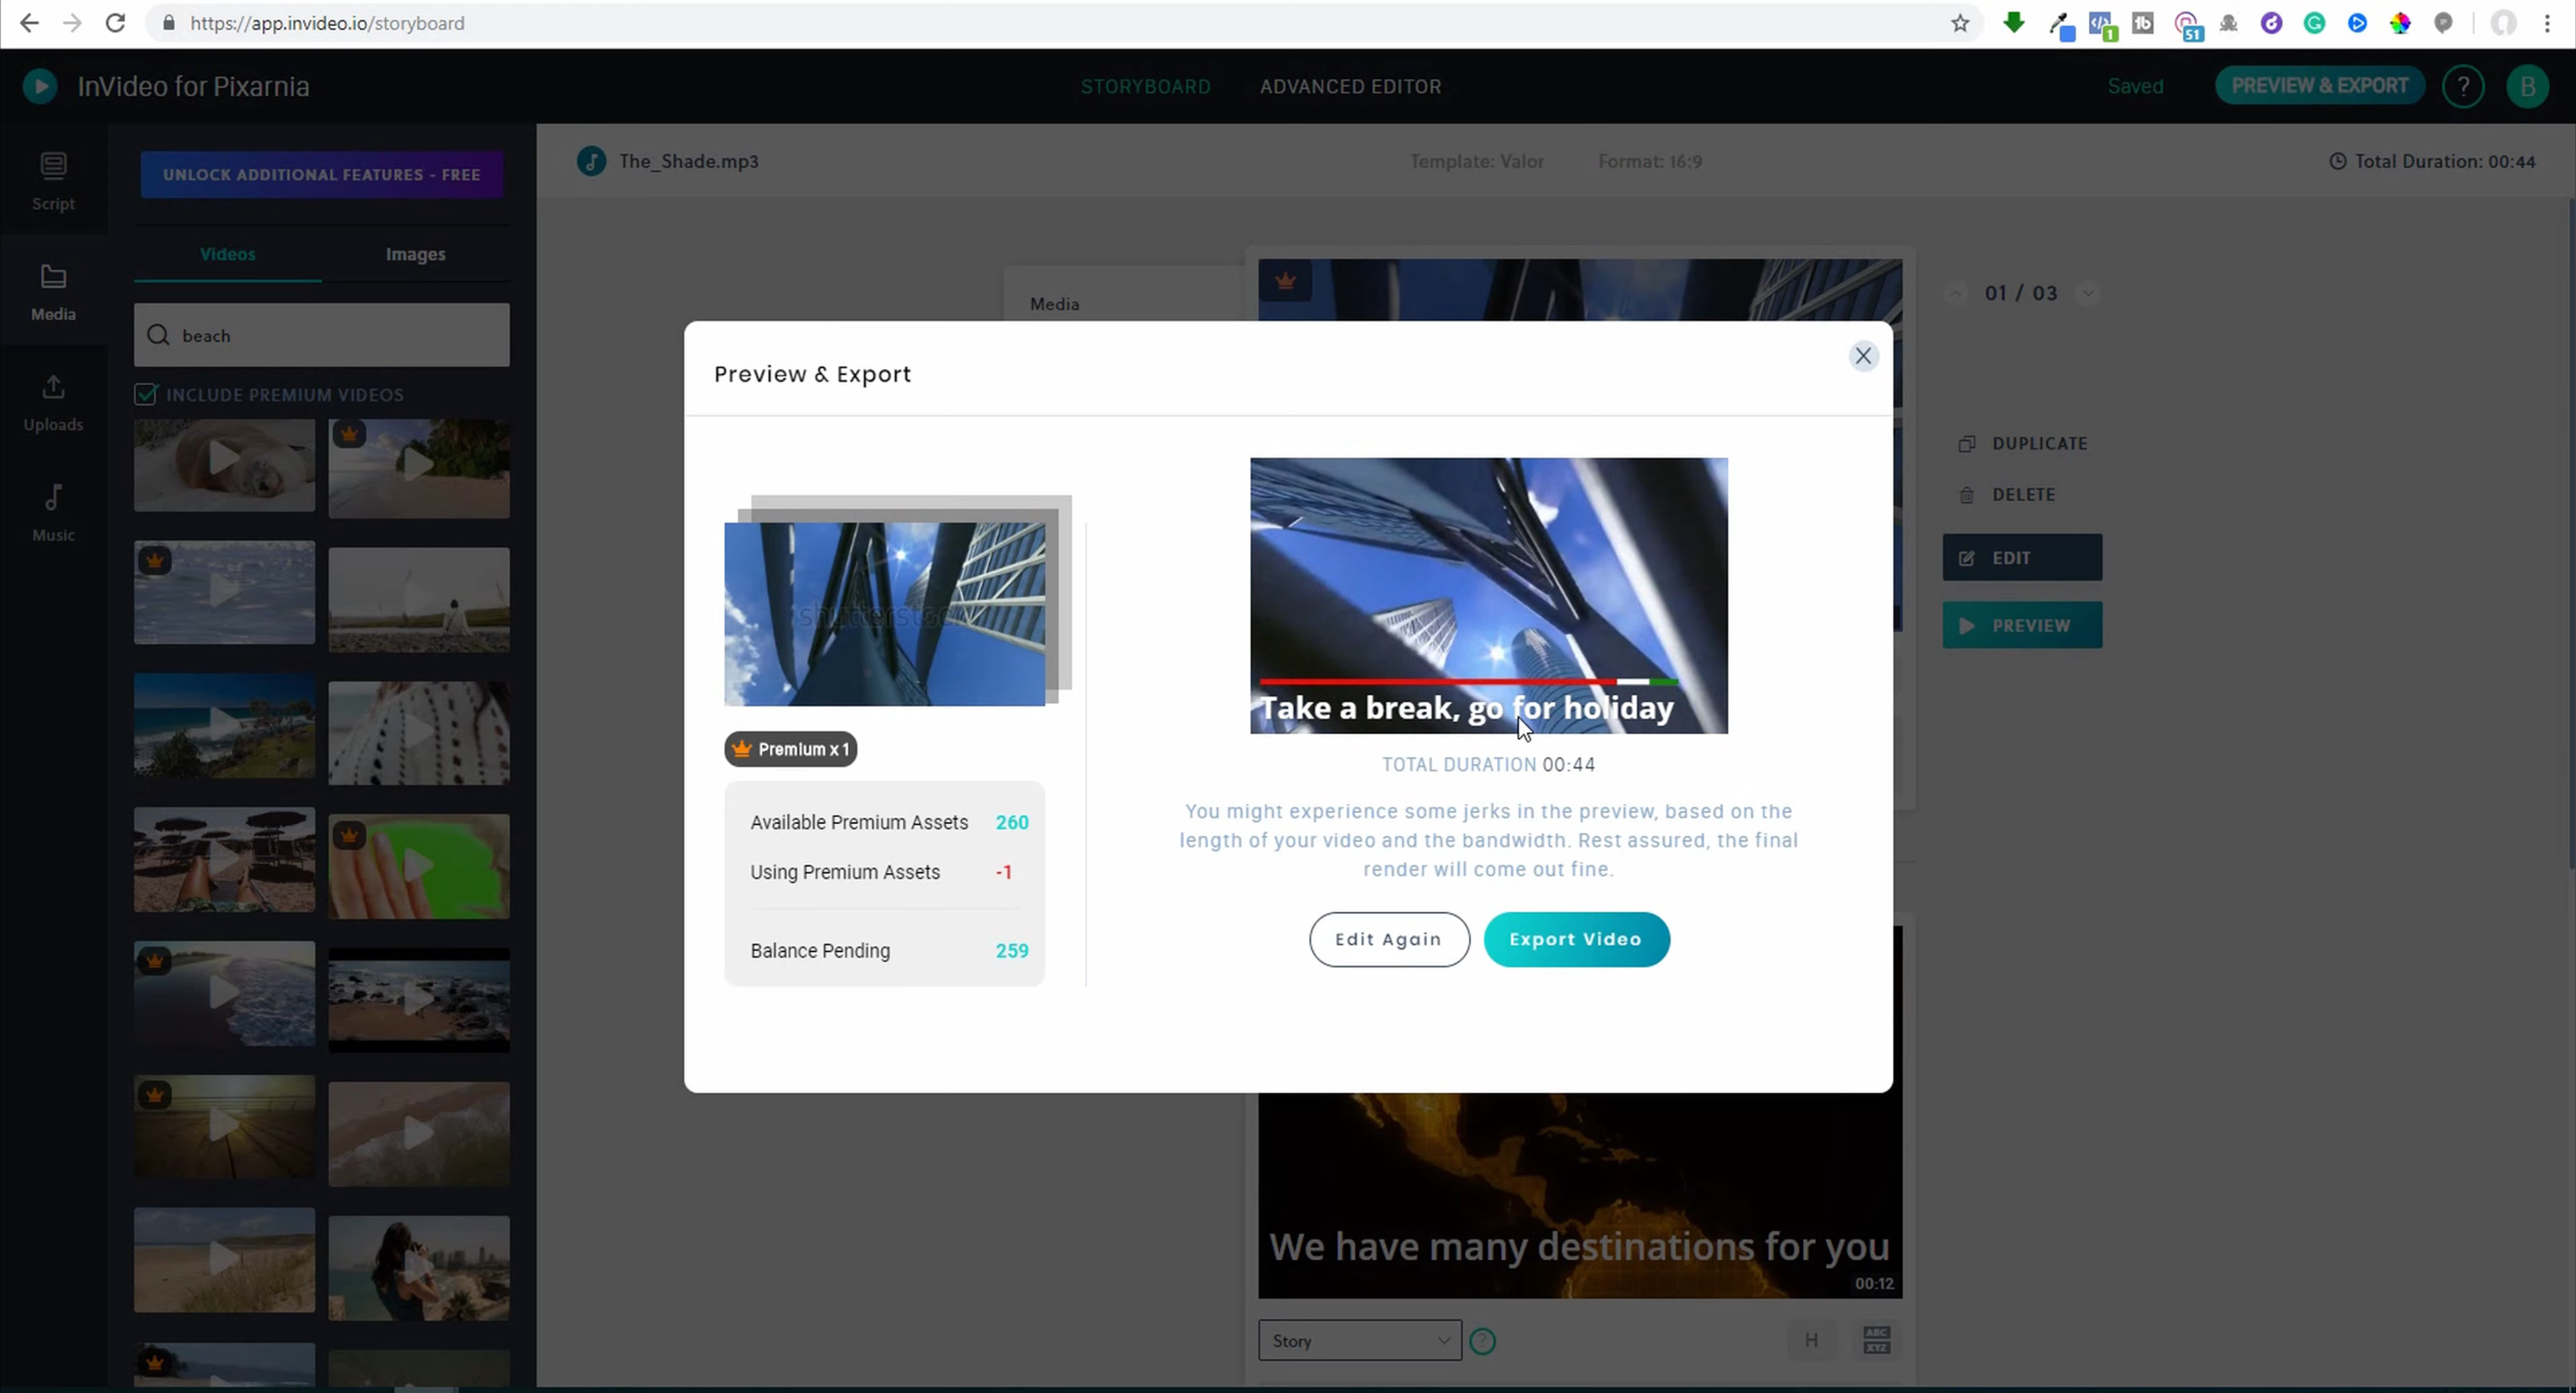 https://app.invideo.io/storyboard
1
51
InVideo for Pixarnia
STORYBOARD
ADVANCED EDITOR
Saved
PREVIEW & EXPORT
?
B
Script
Media
Uploads
Music
UNLOCK ADDITIONAL FEATURES - FREE
Videos
Images
beach
INCLUDE PREMIUM VIDEOS
The_Shade.mp3
Template: Valor
Format: 16:9
Total Duration: 00:44
Media
01 / 03
DUPLICATE
DELETE
EDIT
PREVIEW
Preview & Export
shutterstock
Premium x 1
Available Premium Assets 260
Using Premium Assets -1
Balance Pending 259
Take a break, go for holiday
TOTAL DURATION 00:44
You might experience some jerks in the preview, based on the
length of your video and the bandwidth. Rest assured, the final
render will come out fine.
Edit Again
Export Video
We have many destinations for you
00:12
Story
?
H
ABC
XYZ